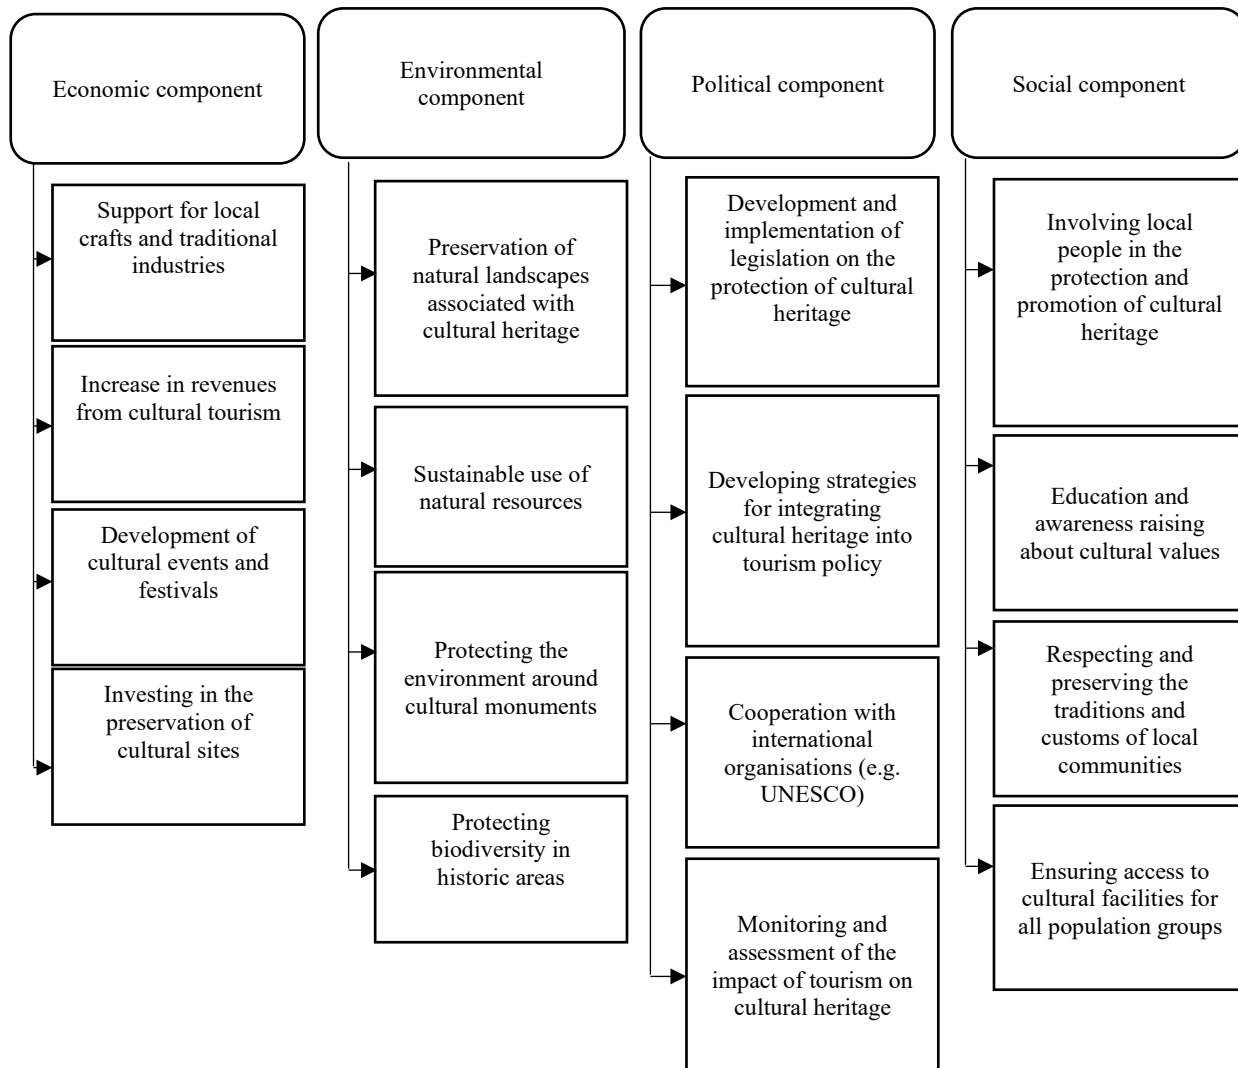 Economic component
Support for local
crafts and traditional
industries
Increase in revenues
from cultural tourism
Development of
cultural events and
festivals
Investing in the
preservation of
cultural sites
Environmental
component
Preservation of
natural landscapes
associated with
cultural heritage
Sustainable use of
natural resources
Protecting the
environment around
cultural monuments
Protecting
biodiversity in
historic areas
Political component
Development and
implementation of
legislation on the
protection of cultural
heritage
Developing strategies
for integrating
cultural heritage into
tourism policy
Cooperation with
international
organisations (e.g.
UNESCO)
Monitoring and
assessment of the
impact of tourism on
cultural heritage
Social component
Involving local
people in the
protection and
promotion of cultural
heritage
Education and
awareness raising
about cultural values
Respecting and
preserving the
traditions and
customs of local
communities
Ensuring access to
cultural facilities for
all population groups